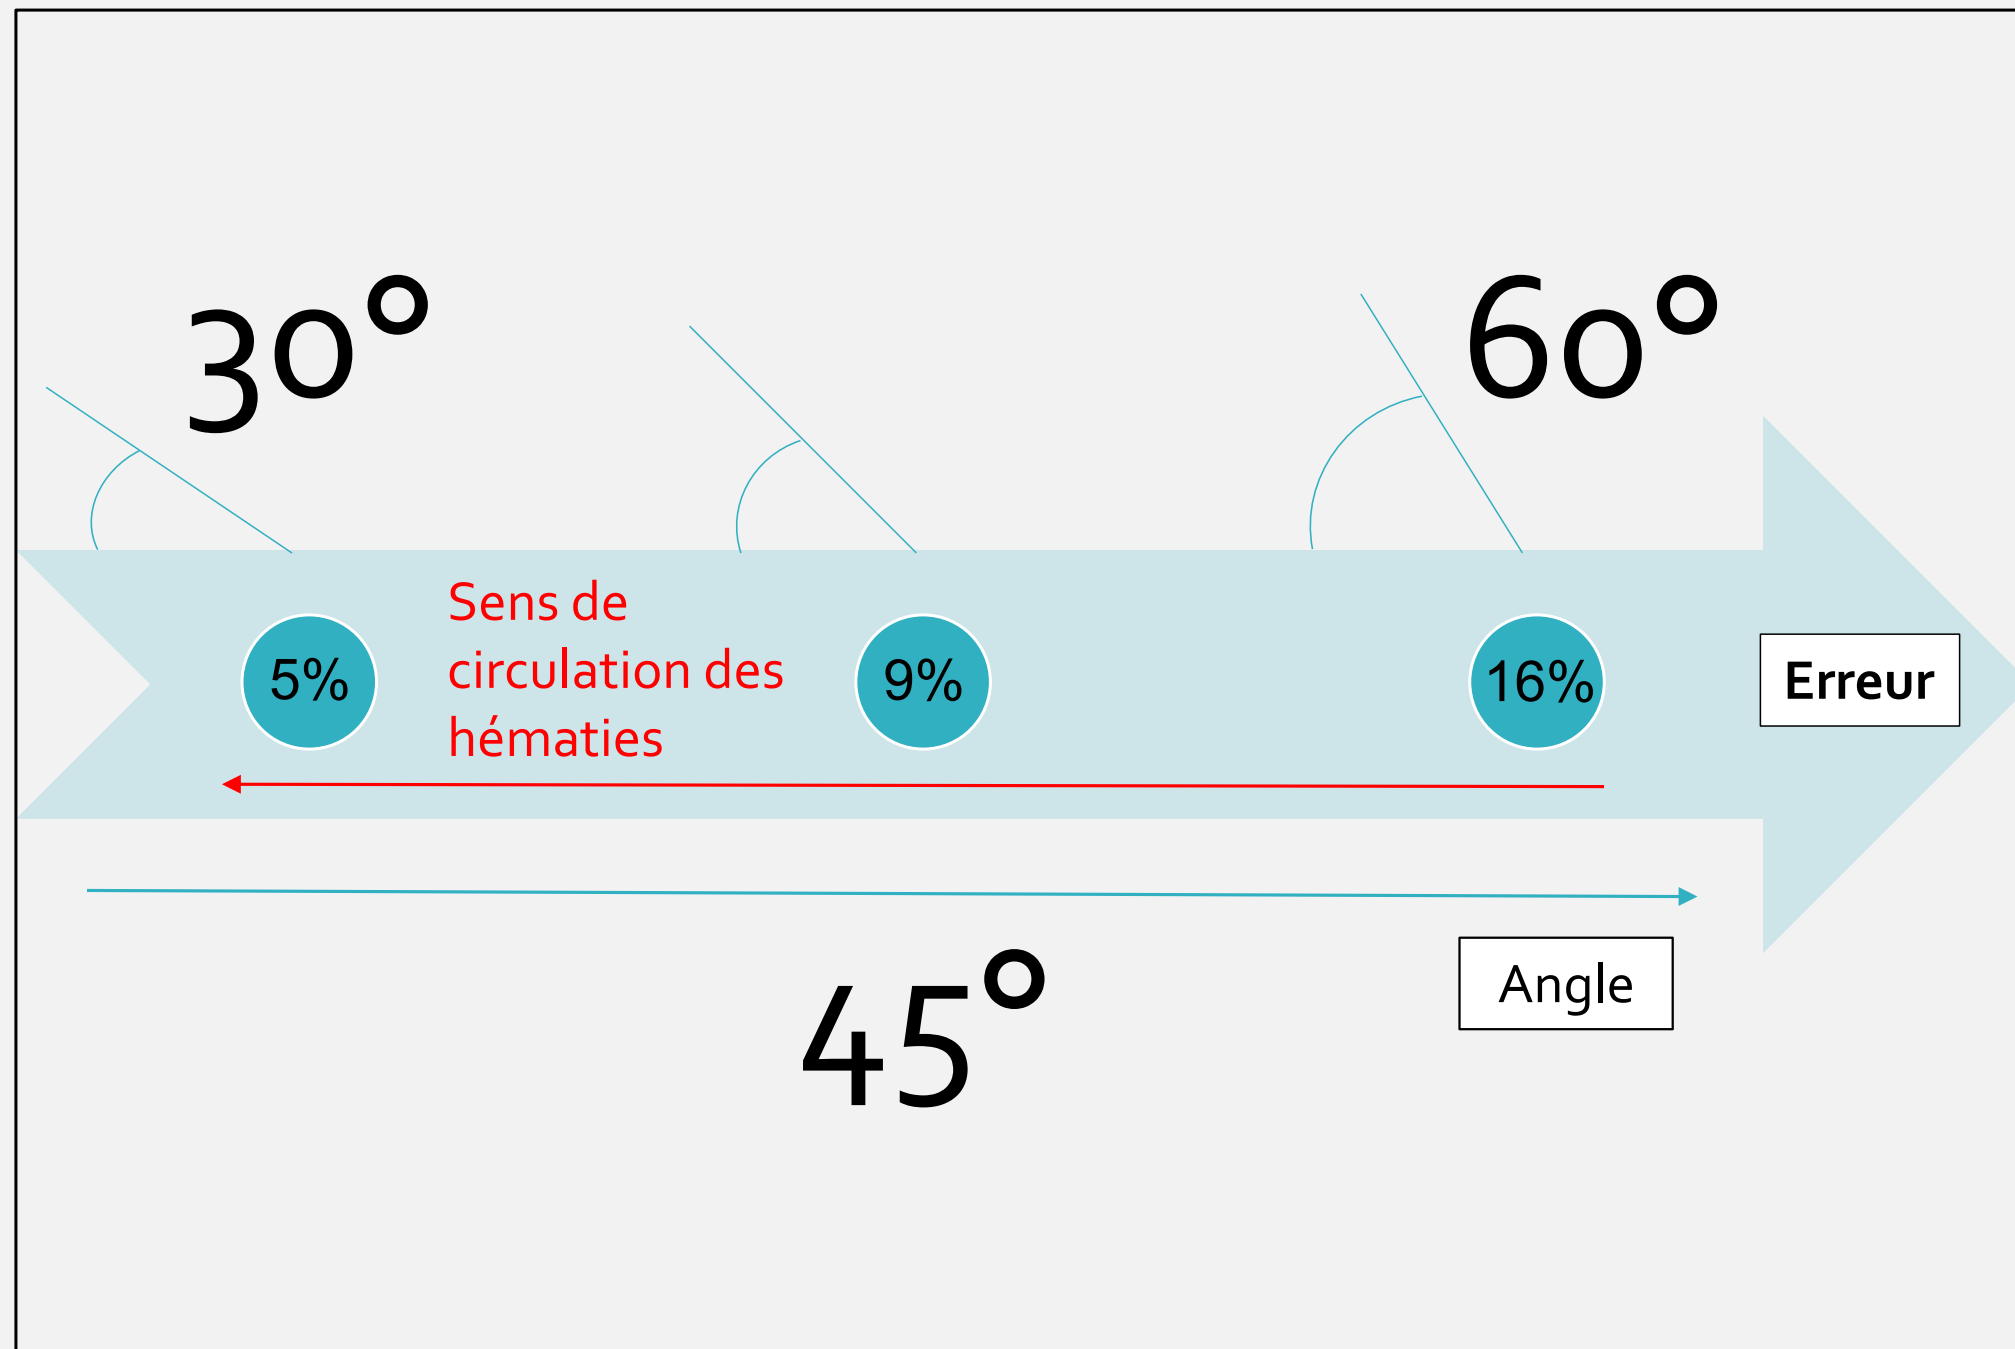 30°
60°
Sens de
circulation des
hématies
5%
9%
16%
Erreur
Angle
45°